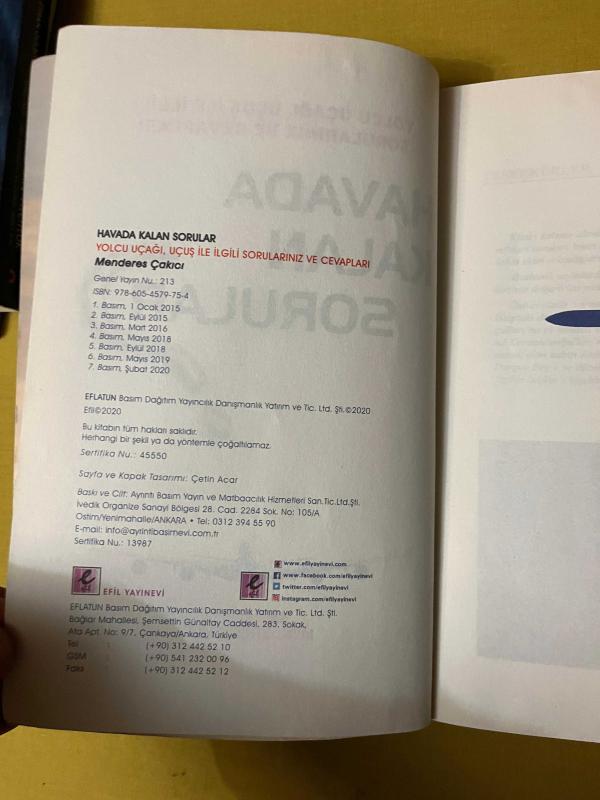 HAVADA KALAN SORULAR
YOLCU UÇAĞI, UÇUŞ İLE İLGİLİ SORULARINIZ VE CEVAPLARI
Menderes Çakıcı
Genel Yayın Nu.: 213
ISBN: 978-605-4579-75-4
1. Basım, 1 Ocak 2015
2. Basım, Eylül 2015
3. Basım, Mart 2016
4. Basım, Mayıs 2018
5. Basım, Eylül 2018
6. Basım, Mayıs 2019
7. Basım, Şubat 2020
EFLATUN Basım Dağıtım Yayıncılık Danışmanlık Yatırım ve Tic. Ltd. Şti.©2020
Efil©2020
Bu kitabın tüm hakları saklıdır.
Herhangi bir şekil ya da yöntemle çoğaltılamaz.
Sertifika Nu.: 45550
Sayfa ve Kapak Tasarımı: Çetin Acar
Baskı ve Cilt: Ayrıntı Basım Yayın ve Matbaacılık Hizmetleri San.Tic.Ltd.Şti.
İvedik Organize Sanayi Bölgesi 28. Cad. 2284 Sok. No: 105/A
Ostim/Yenimahalle/ANKARA • Tel: 0312 394 55 90
E-mail: info@ayrintibasimevi.com.tr
Sertifika Nu.: 13987
EFİL YAYINEVİ
www.efilyayinevi.com
www.facebook.com/efilyayinevi
twitter.com/efilyayinevi
instagram.com/efilyayinevi
EFLATUN Basım Dağıtım Yayıncılık Danışmanlık Yatırım ve Tic. Ltd. Şti.
Bağlar Mahallesi, Şemsettin Günaltay Caddesi, 283. Sokak,
Ata Apt. No: 9/7, Çankaya/Ankara, Türkiye
Tel : (+90) 312 442 52 10
GSM : (+90) 541 232 00 96
Faks : (+90) 312 442 52 12